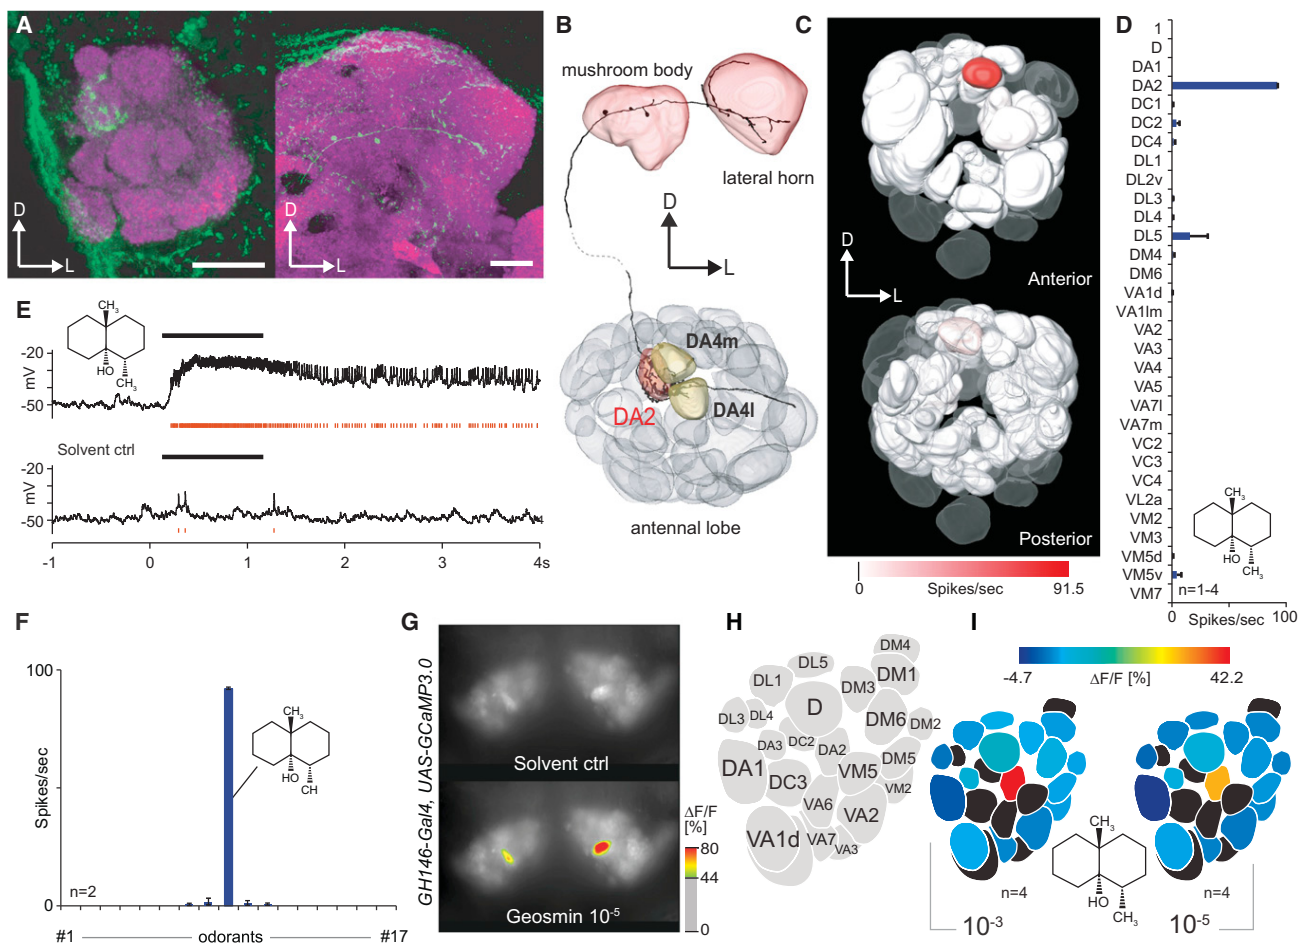 A
D
L
D
L
B
mushroom body
lateral horn
D
L
DA4m
DA4l
DA2
antennal lobe
C
D
L
Anterior
Posterior
0
Spikes/sec
91.5
D
1
D
DA1
DA2
DC1
DC2
DC4
DL1
DL2v
DL3
DL4
DL5
DM4
DM6
VA1d
VA1lm
VA2
VA3
VA4
VA5
VA7l
VA7m
VC2
VC3
VC4
VL2a
VM2
VM3
VM5d
VM5v
VM7
CH3
HO
CH3
n=1-4
0
100
Spikes/sec
E
CH3
HO
CH3
-20
mV
-50
Solvent ctrl
-20
mV
-50
-1
0
1
2
3
4s
F
100
Spikes/sec
0
n=2
CH3
HO
CH
#1
odorants
#17
G
GH146-Gal4, UAS-GCaMP3.0
Solvent ctrl
Geosmin 10-5
ΔF/F
[%]
80
44
0
H
DM4
DL5
DL1
DM3
DM1
D
DL3
DL4
DM6
DM2
DA3
DC2
DA2
DM5
DA1
DC3
VM5
VM2
VA6
VA2
VA1d
VA7
VA3
I
-4.7
ΔF/F [%]
42.2
CH3
HO
CH3
n=4
n=4
10-3
10-5